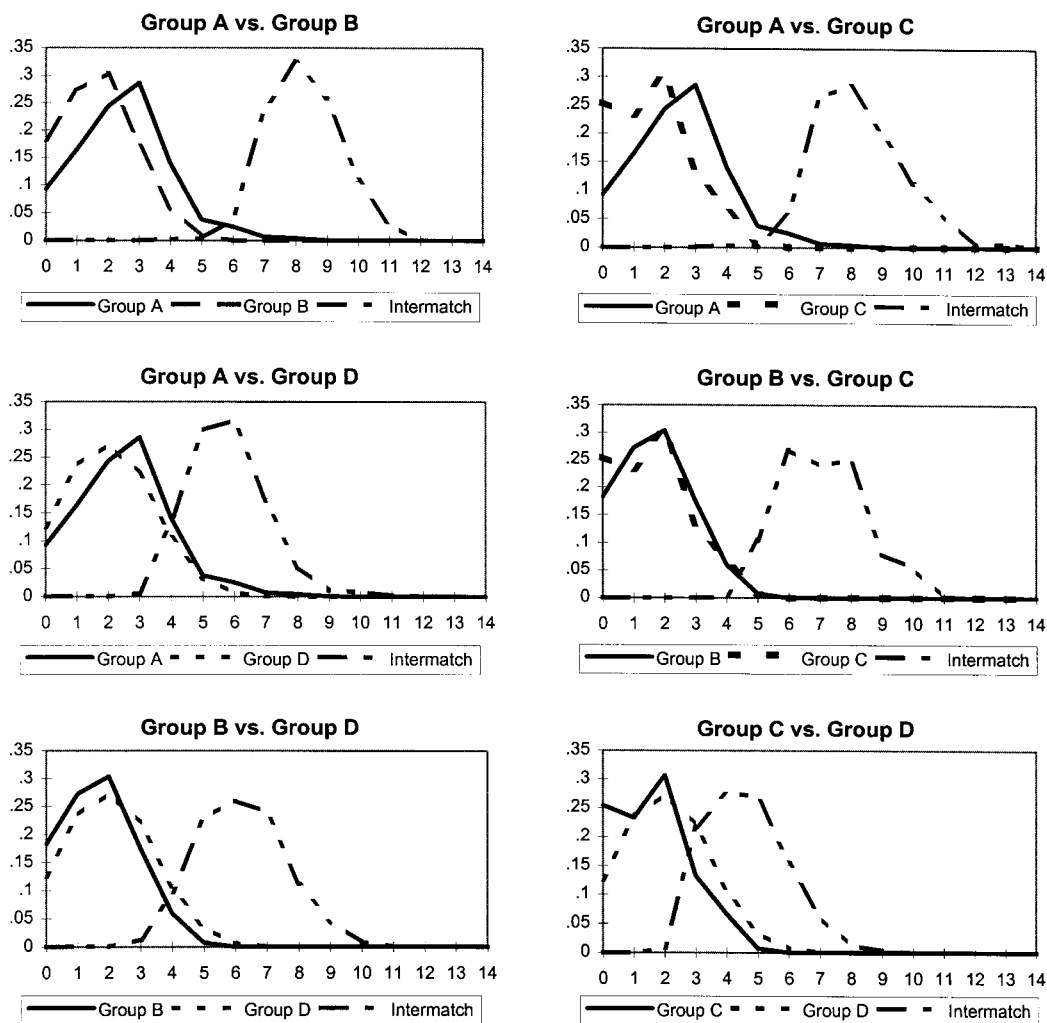 Group A vs. Group B
.35
.3
.25
.2
.15
.1
.05
0
0 1 2 3 4 5 6 7 8 9 10 11 12 13 14
Group A Group B Intermatch
Group A vs. Group C
.35
.3
.25
.2
.15
.1
.05
0
0 1 2 3 4 5 6 7 8 9 10 11 12 13 14
Group A Group C Intermatch
Group A vs. Group D
.35
.3
.25
.2
.15
.1
.05
0
0 1 2 3 4 5 6 7 8 9 10 11 12 13 14
Group A Group D Intermatch
Group B vs. Group C
.35
.3
.25
.2
.15
.1
.05
0
0 1 2 3 4 5 6 7 8 9 10 11 12 13 14
Group B Group C Intermatch
Group B vs. Group D
.35
.3
.25
.2
.15
.1
.05
0
0 1 2 3 4 5 6 7 8 9 10 11 12 13 14
Group B Group D Intermatch
Group C vs. Group D
.35
.3
.25
.2
.15
.1
.05
0
0 1 2 3 4 5 6 7 8 9 10 11 12 13 14
Group C Group D Intermatch